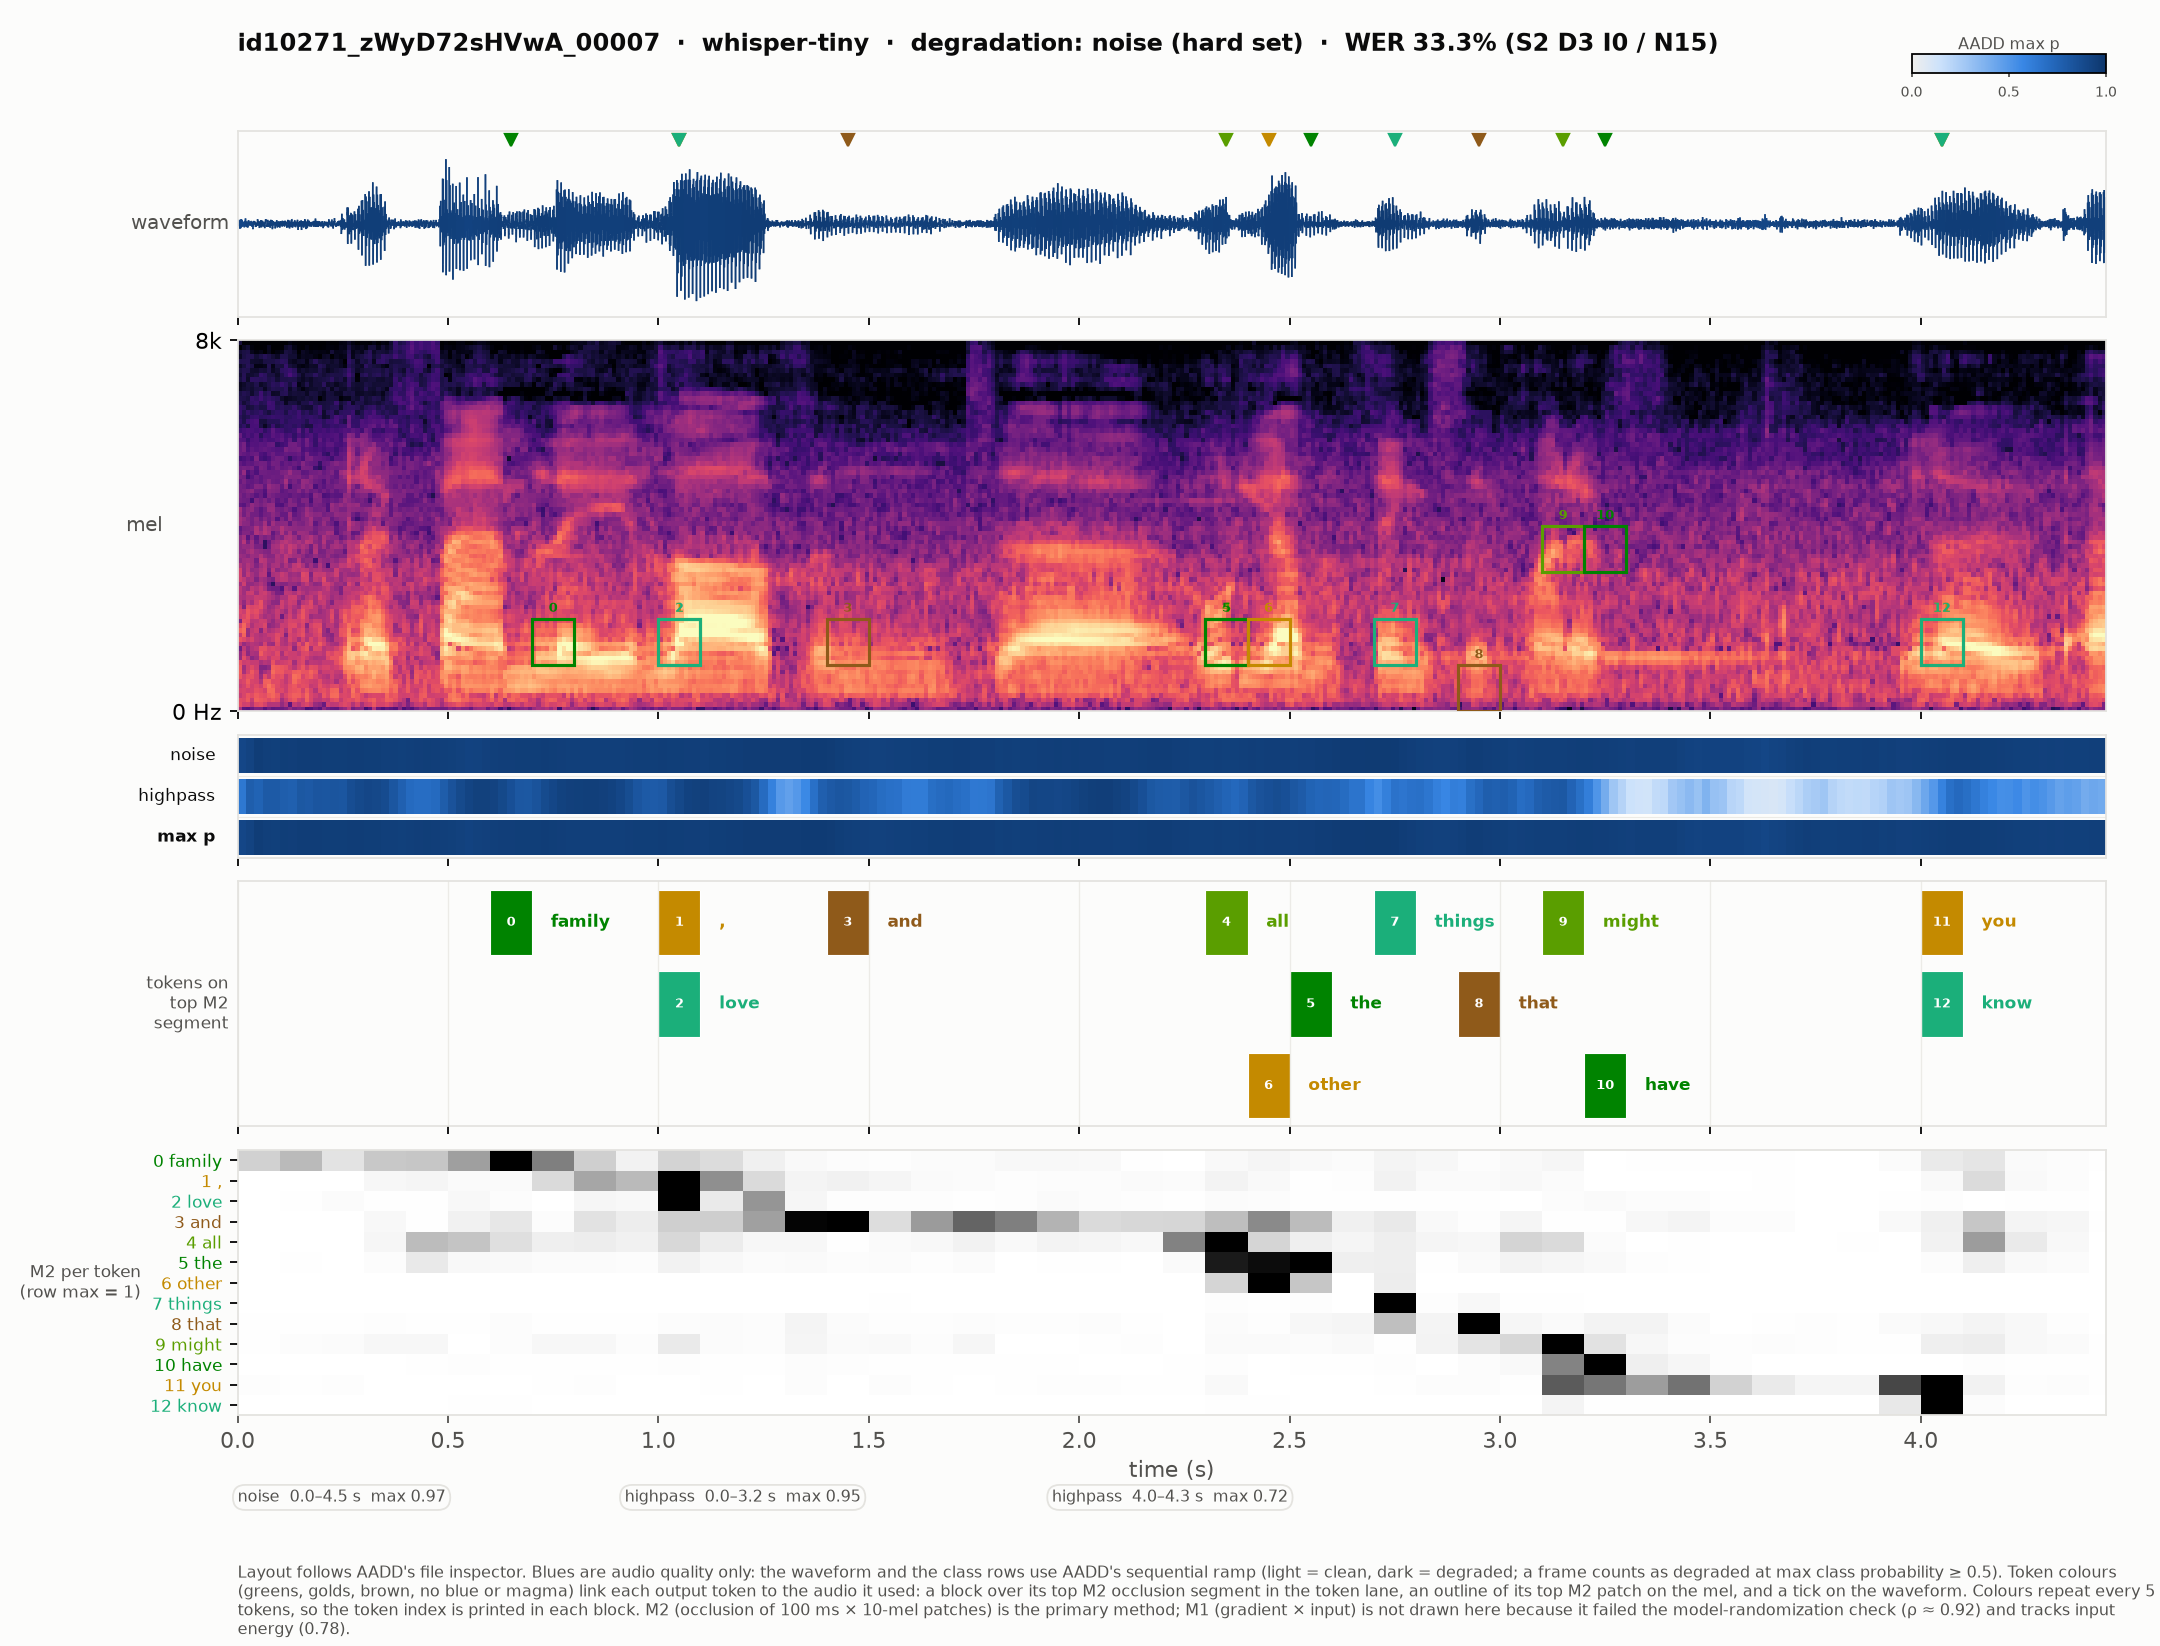 id10271_zWyD72sHVwA_00007 · whisper-tiny · degradation: noise (hard set) · WER 33.3% (S2 D3 I0 / N15)
AADD max p
0.0 0.5 1.0
waveform
8k
mel
0 Hz
0 2 3 5 6 7 8 9 10 12
noise
highpass
max p
tokens on
top M2
segment
0 family 1 , 3 and 4 all 7 things 9 might 11 you
2 love 5 the 8 that 12 know
6 other 10 have
M2 per token
(row max = 1)
0 family
1 ,
2 love
3 and
4 all
5 the
6 other
7 things
8 that
9 might
10 have
11 you
12 know
0.0 0.5 1.0 1.5 2.0 2.5 3.0 3.5 4.0
time (s)
noise 0.0–4.5 s max 0.97
highpass 0.0–3.2 s max 0.95
highpass 4.0–4.3 s max 0.72
Layout follows AADD's file inspector. Blues are audio quality only: the waveform and the class rows use AADD's sequential ramp (light = clean, dark = degraded; a frame counts as degraded at max class probability ≥ 0.5). Token colours
(greens, golds, brown, no blue or magma) link each output token to the audio it used: a block over its top M2 occlusion segment in the token lane, an outline of its top M2 patch on the mel, and a tick on the waveform. Colours repeat every 5
tokens, so the token index is printed in each block. M2 (occlusion of 100 ms × 10-mel patches) is the primary method; M1 (gradient × input) is not drawn here because it failed the model-randomization check (ρ ≈ 0.92) and tracks input
energy (0.78).